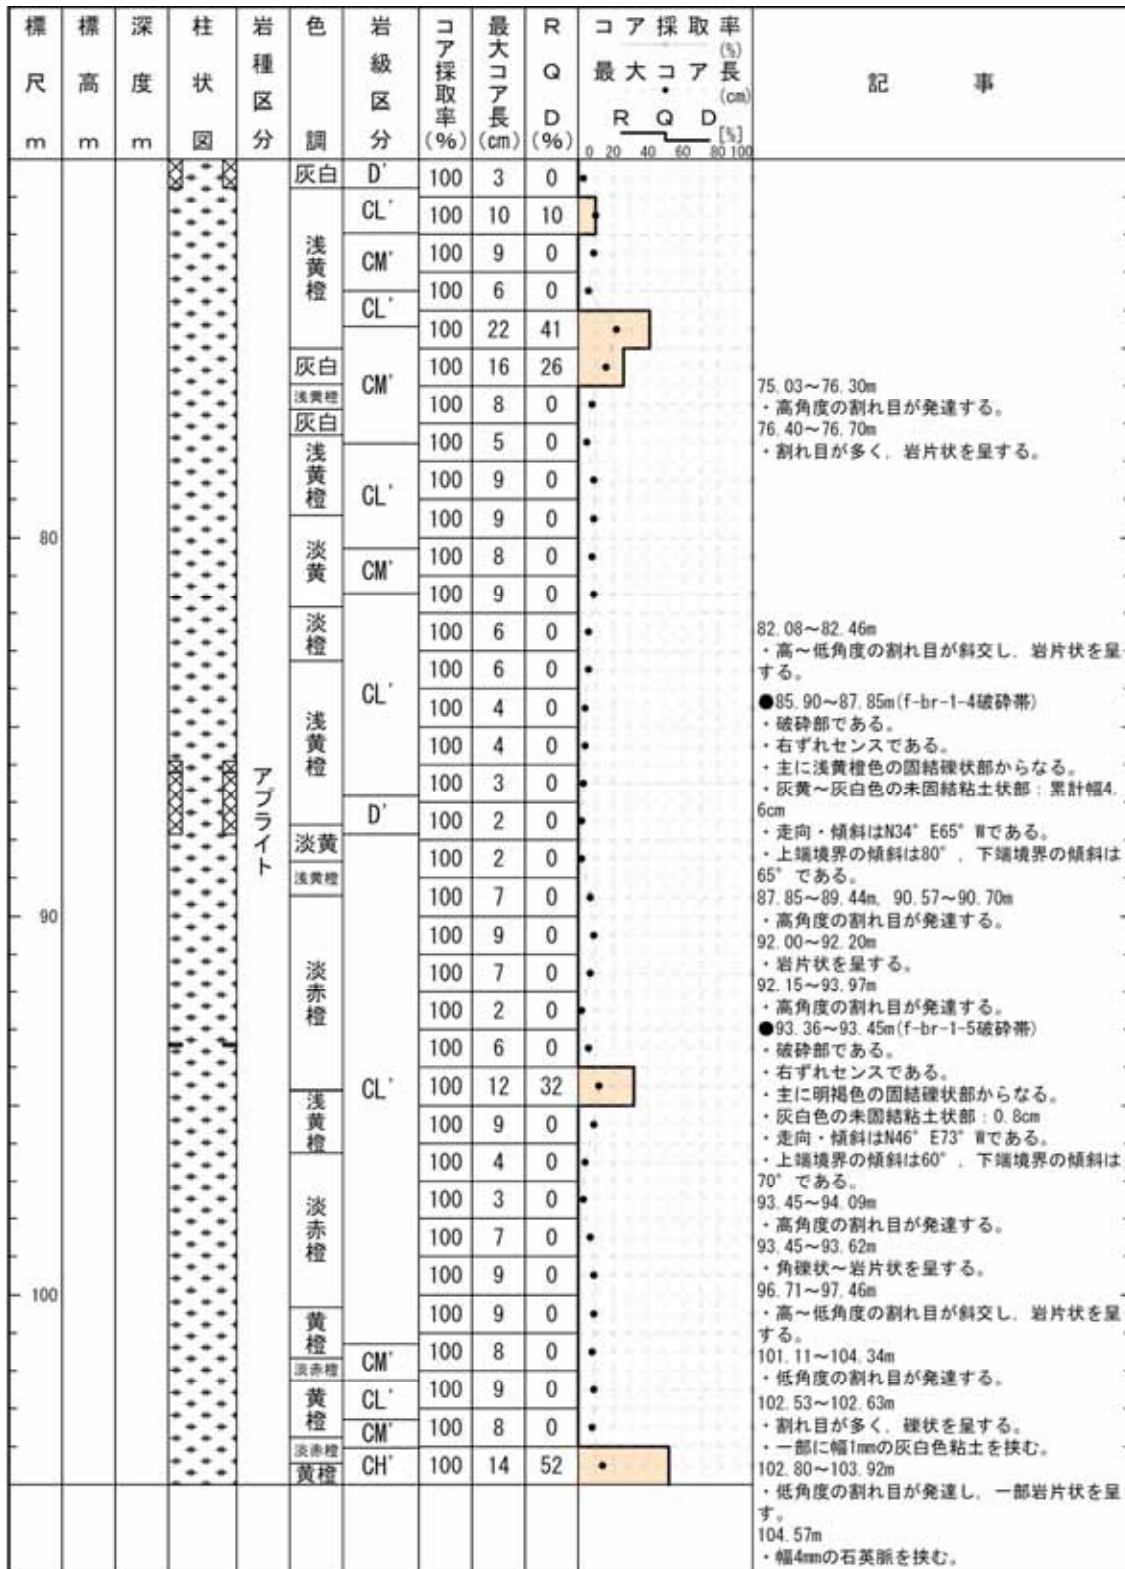 標尺m 標高m 深度m 柱状図 岩種区分 色調 岩級区分 コア採取率(%) 最大コア長(cm) RQD(%) コア採取率(%) 最大コア長(cm) RQD[%] 記事
0 20 40 60 80 100
灰白 D' 100 3 0
CL' 100 10 10
浅黄橙 CM' 100 9 0
100 6 0
CL'
100 22 41
灰白 100 16 26
CM'
浅黄橙 100 8 0
灰白
100 5 0
浅黄橙 CL' 100 9 0
100 9 0
80
淡黄 CM' 100 8 0
100 9 0
淡橙 100 6 0
100 6 0
CL' 100 4 0
浅黄橙 100 4 0
100 3 0
アプライト
D' 100 2 0
淡黄 100 2 0
浅黄橙 100 7 0
90
100 9 0
淡赤橙 100 7 0
100 2 0
100 6 0
CL' 100 12 32
浅黄橙 100 9 0
100 4 0
淡赤橙 100 3 0
100 7 0
100 9 0
100
黄橙 100 9 0
淡赤橙 CM' 100 8 0
黄橙 CL' 100 9 0
CM' 100 8 0
淡赤橙
黄橙 CH' 100 14 52
75.03～76.30m
・高角度の割れ目が発達する。
76.40～76.70m
・割れ目が多く，岩片状を呈する。
82.08～82.46m
・高～低角度の割れ目が斜交し，岩片状を呈
する。
●85.90～87.85m(f-br-1-4破砕帯)
・破砕部である。
・右ずれセンスである。
・主に浅黄橙色の固結礫状部からなる。
・灰黄～灰白色の未固結粘土状部：累計幅4.
6cm
・走向・傾斜はN34°E65°Wである。
・上端境界の傾斜は80°，下端境界の傾斜は
65°である。
87.85～89.44m，90.57～90.70m
・高角度の割れ目が発達する。
92.00～92.20m
・岩片状を呈する。
92.15～93.97m
・高角度の割れ目が発達する。
●93.36～93.45m(f-br-1-5破砕帯)
・破砕部である。
・右ずれセンスである。
・主に明褐色の固結礫状部からなる。
・灰白色の未固結粘土状部：0.8cm
・走向・傾斜はN46°E73°Wである。
・上端境界の傾斜は60°，下端境界の傾斜は
70°である。
93.45～94.09m
・高角度の割れ目が発達する。
93.45～93.62m
・角礫状～岩片状を呈する。
96.71～97.46m
・高～低角度の割れ目が斜交し，岩片状を呈
する。
101.11～104.34m
・低角度の割れ目が発達する。
102.53～102.63m
・割れ目が多く，礫状を呈する。
・一部に幅1mmの灰白色粘土を挟む。
102.80～103.92m
・低角度の割れ目が発達し，一部岩片状を呈
す。
104.57m
・幅4mmの石英脈を挟む。